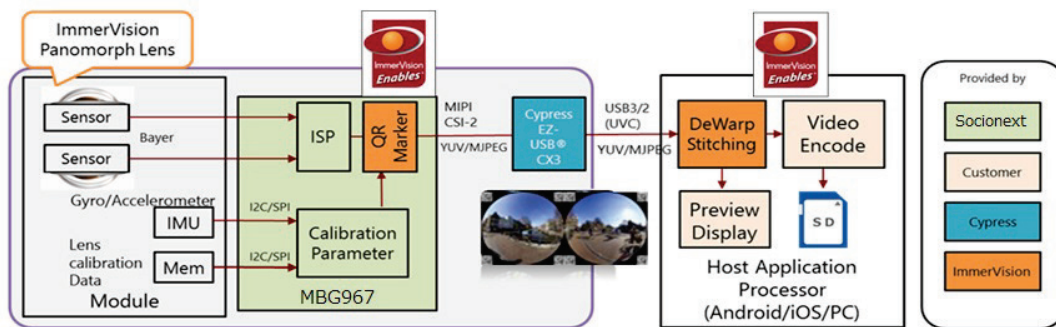 ImmerVision
Panomorph Lens
Sensor
Sensor
Bayer
Gyro/Accelerometer
IMU
I2C/SPI
Lens
calibration
Data
Mem
I2C/SPI
Module
ImmerVision
Enables
ISP
QR
Marker
Calibration
Parameter
MBG967
MIPI
CSI-2
YUV/MJPEG
Cypress
EZ-
USB®
CX3
USB3/2
(UVC)
YUV/MJPEG
ImmerVision
Enables
DeWarp
Stitching
Video
Encode
Preview
Display
SD
Host Application
Processor
(Android/iOS/PC)
Provided by
Socionext
Customer
Cypress
ImmerVision